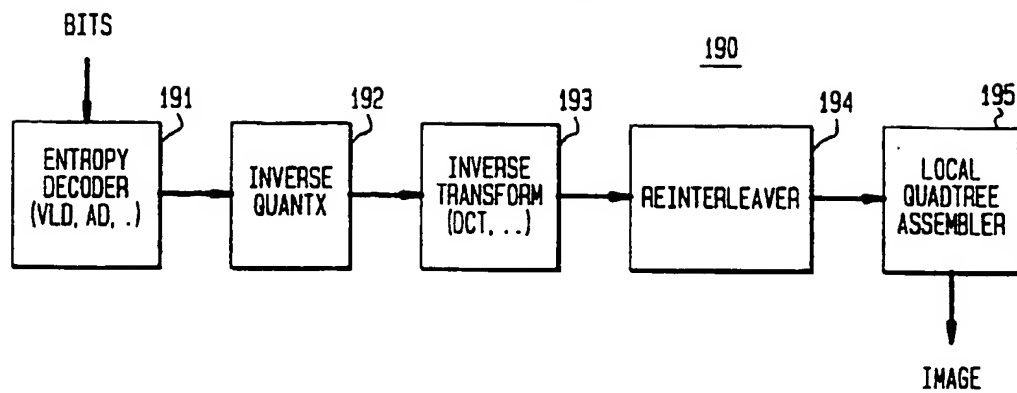 BITS
190
191
192
193
194
195
ENTROPY
DECODER
(VLD, AD, .)
INVERSE
QUANTX
INVERSE
TRANSFORM
(DCT, ...)
REINTERLEAVER
LOCAL
QUADTREE
ASSEMBLER
IMAGE